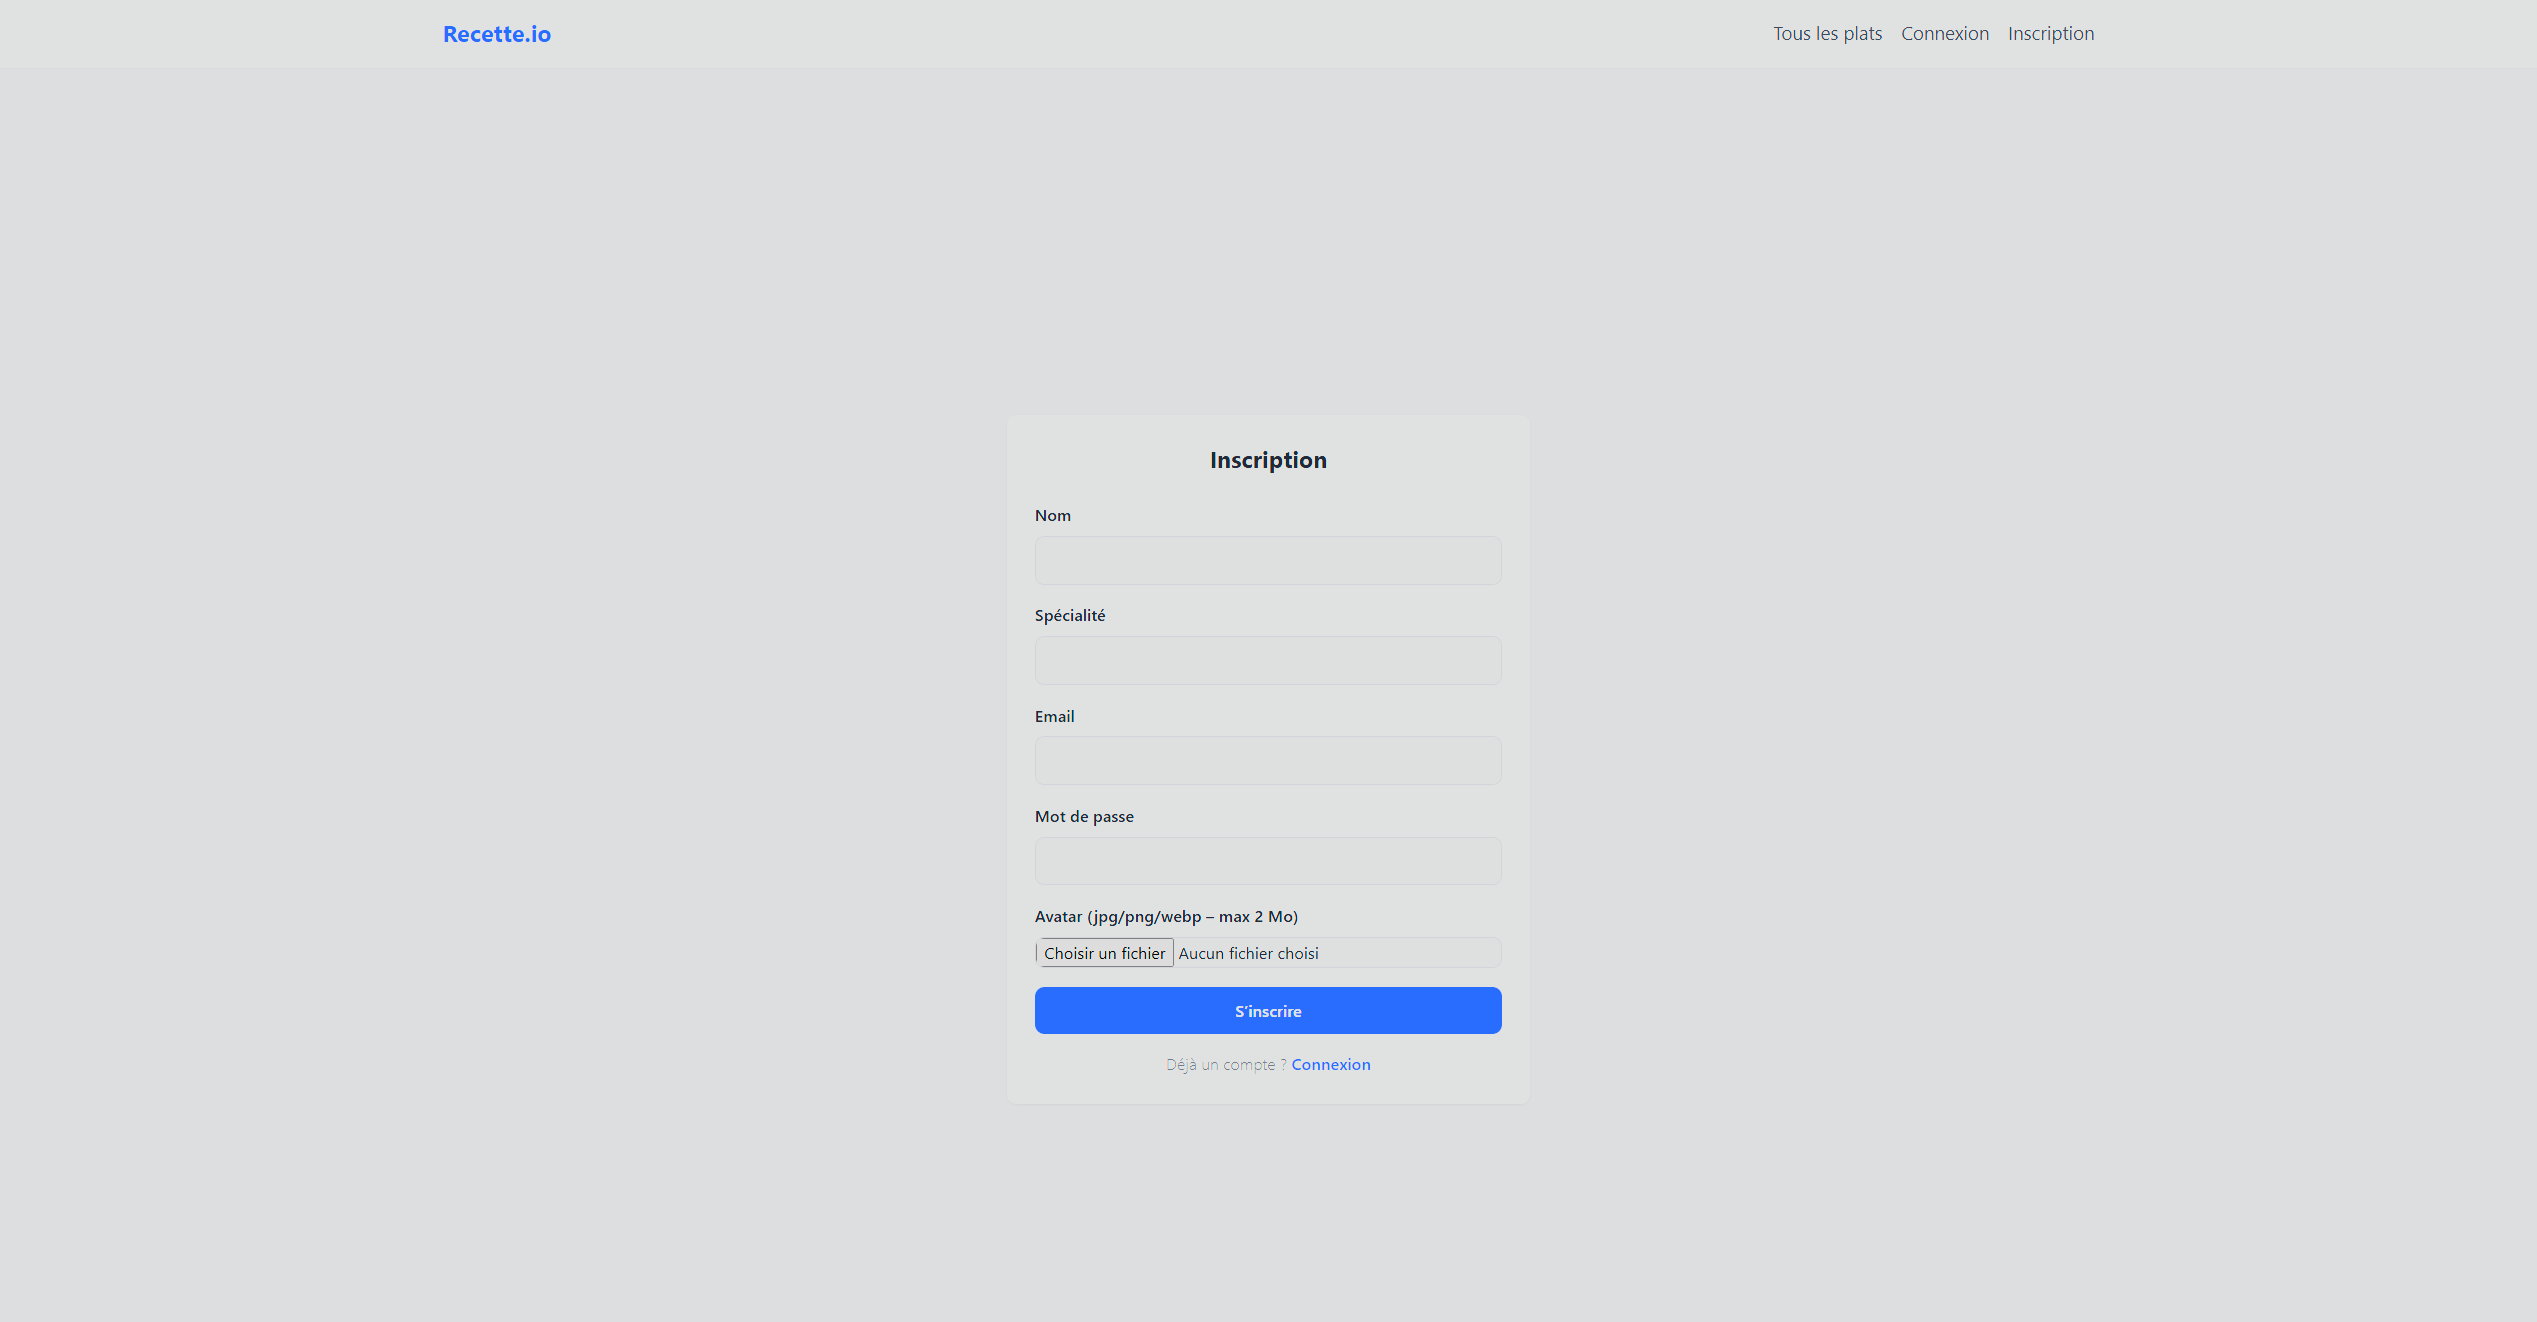 Recette.io
Tous les plats Connexion Inscription
Inscription
Nom
Spécialité
Email
Mot de passe
Avatar (jpg/png/webp – max 2 Mo)
Choisir un fichier Aucun fichier choisi
S'inscrire
Déjà un compte ? Connexion